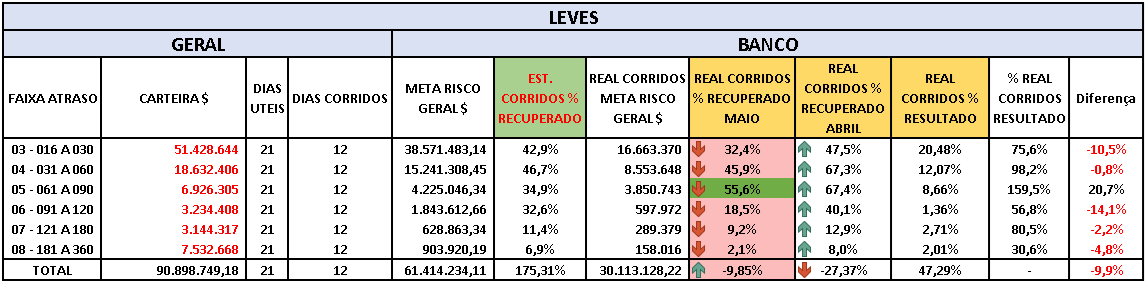 LEVES
GERAL BANCO
FAIXA ATRASO CARTEIRA $ DIAS UTEIS DIAS CORRIDOS META RISCO GERAL $ EST. CORRIDOS % RECUPERADO REAL CORRIDOS META RISCO GERAL $ REAL CORRIDOS % RECUPERADO MAIO REAL CORRIDOS % RECUPERADO ABRIL REAL CORRIDOS % RESULTADO % REAL CORRIDOS RESULTADO Diferença
03 - 016 A 030 51.428.644 21 12 38.571.483,14 42,9% 16.663.370 32,4% 47,5% 20,48% 75,6% -10,5%
04 - 031 A 060 18.632.406 21 12 15.241.308,45 46,7% 8.553.648 45,9% 67,3% 12,07% 98,2% -0,8%
05 - 061 A 090 6.926.305 21 12 4.225.046,34 34,9% 3.850.743 55,6% 67,4% 8,66% 159,5% 20,7%
06 - 091 A 120 3.234.408 21 12 1.843.612,66 32,6% 597.972 18,5% 40,1% 1,36% 56,8% -14,1%
07 - 121 A 180 3.144.317 21 12 628.863,34 11,4% 289.379 9,2% 12,9% 2,71% 80,5% -2,2%
08 - 181 A 360 7.532.668 21 12 903.920,19 6,9% 158.016 2,1% 8,0% 2,01% 30,6% -4,8%
TOTAL 90.898.749,18 21 12 61.414.234,11 175,31% 30.113.128,22 -9,85% -27,37% 47,29% - -9,9%